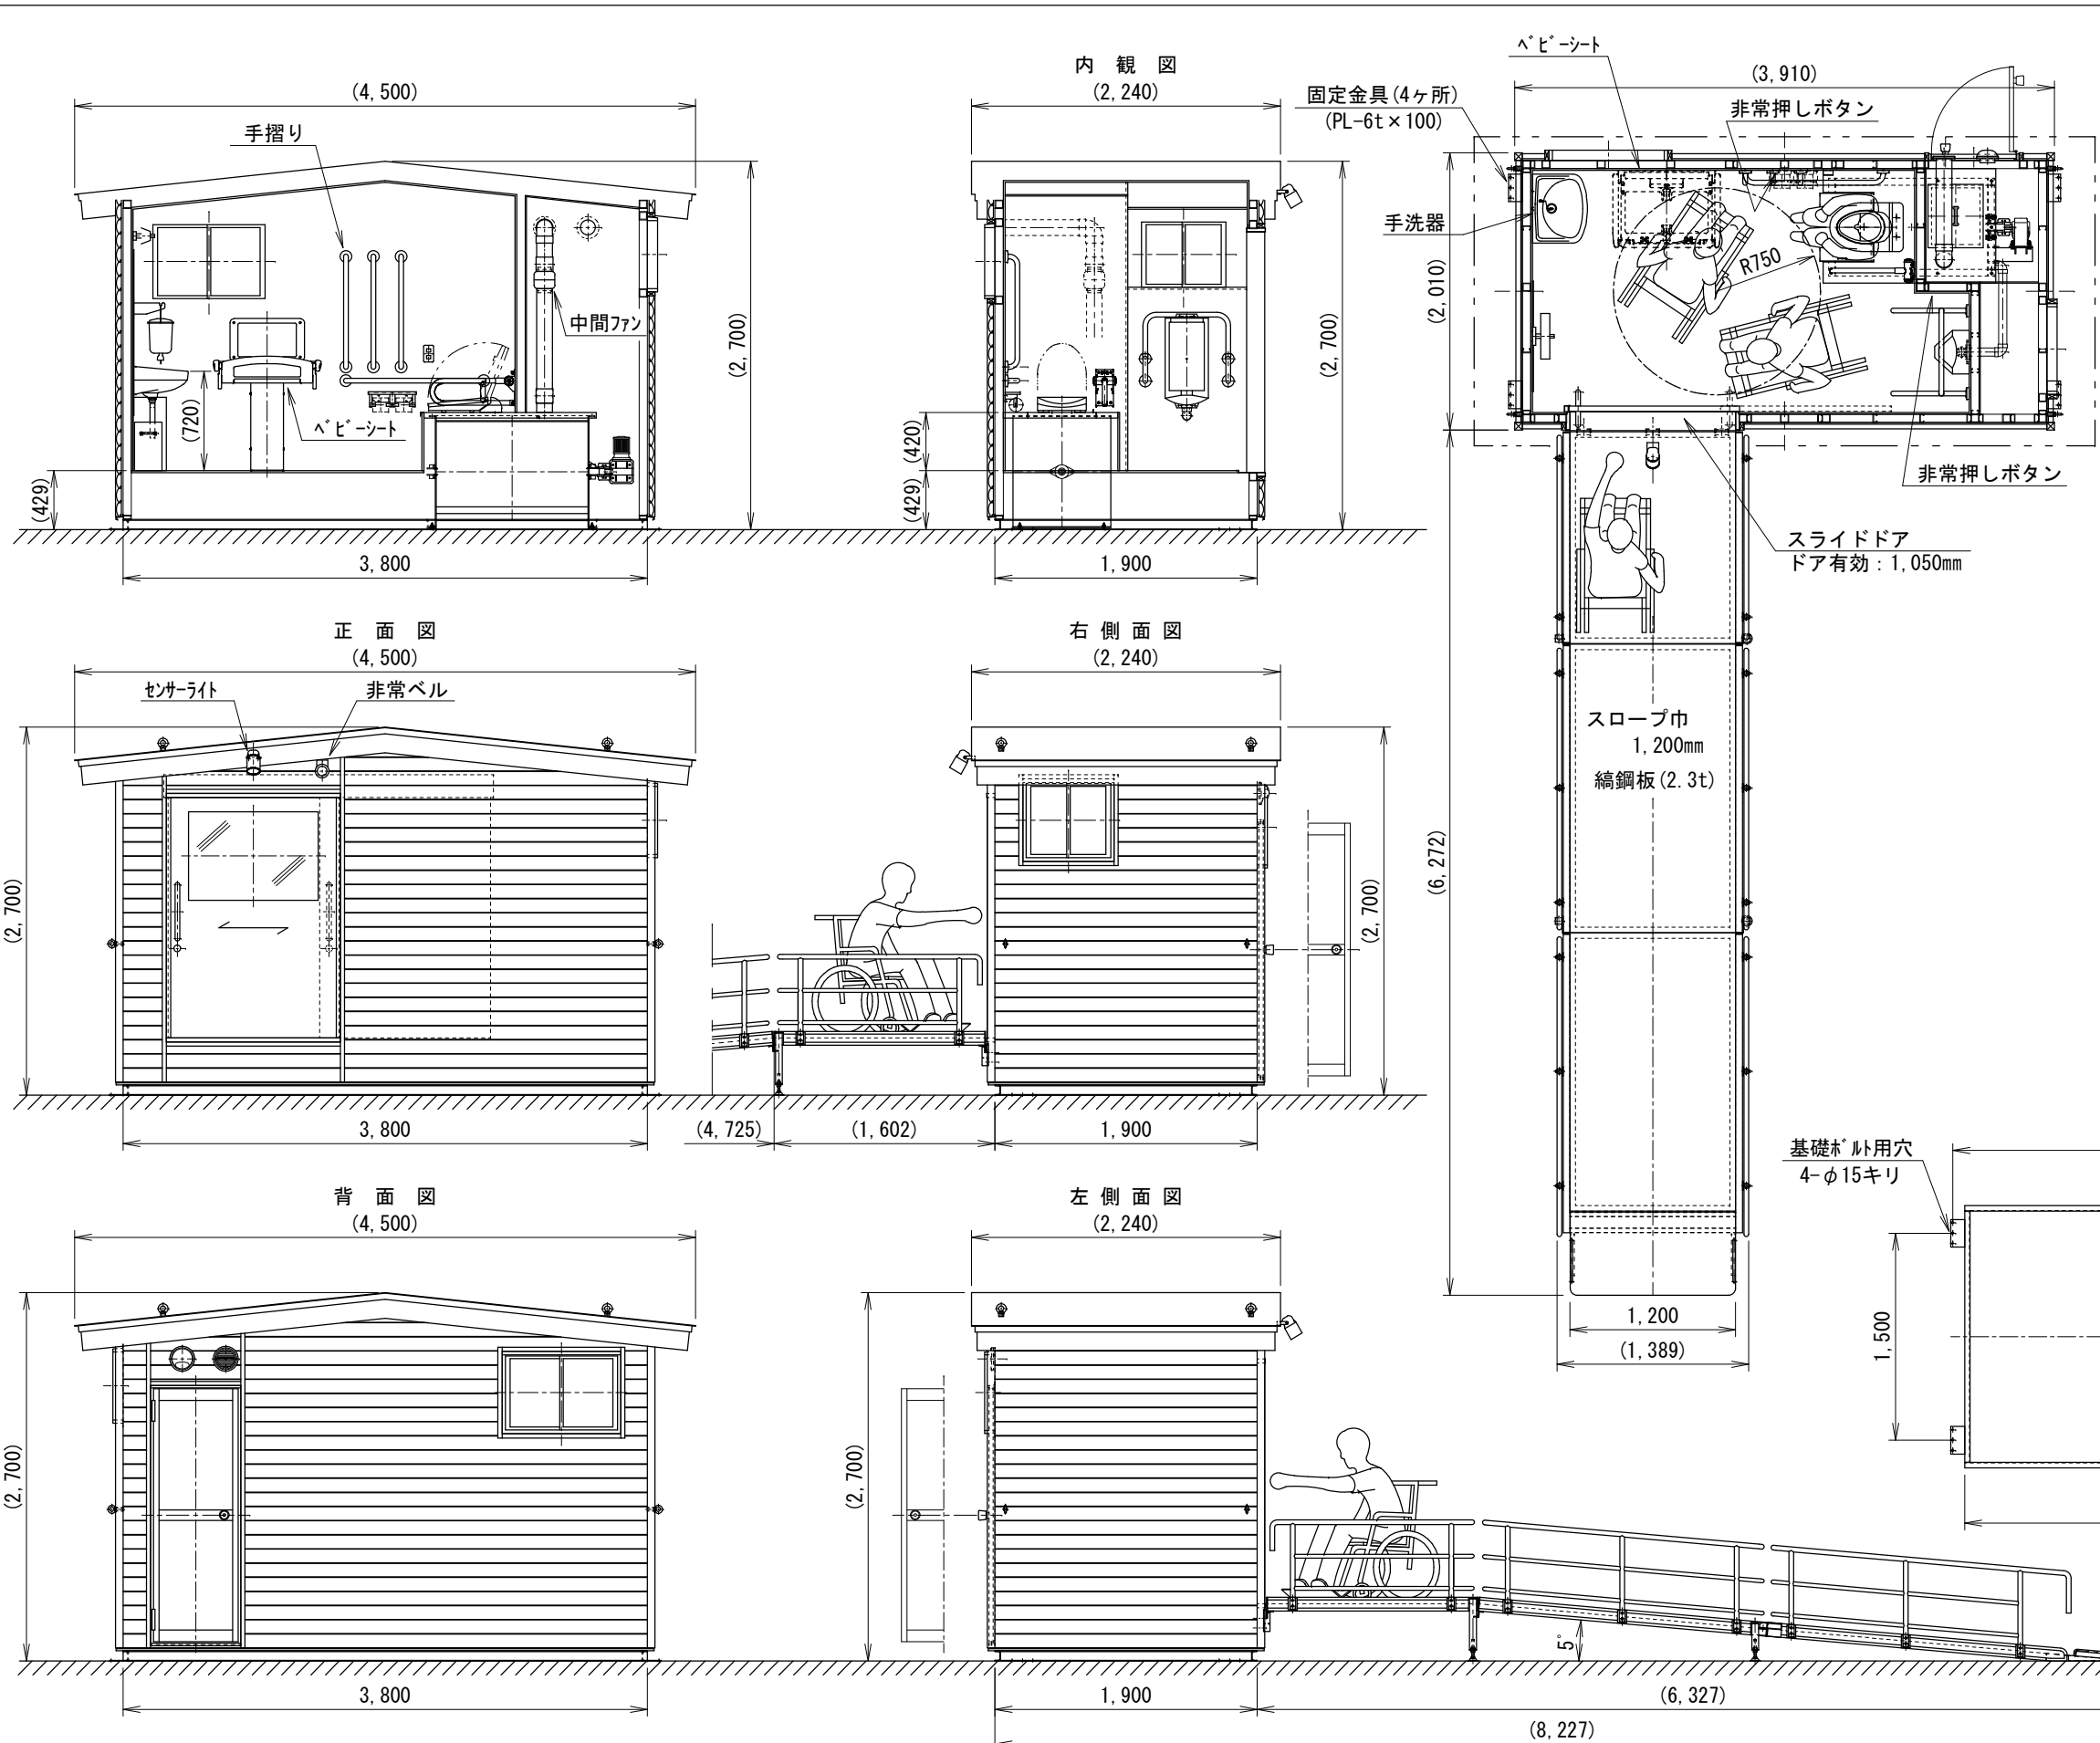 内観図
(4,500)
手摺り
中間ファン
ベビーシート
(720)
(429)
(2,700)
3,800
(2,240)
(420)
(429)
(2,700)
1,900
ベビーシート
固定金具(4ヶ所)
(PL-6t×100)
(3,910)
非常押しボタン
手洗器
(2,010)
R750
非常押しボタン
スライドドア
ドア有効：1,050mm
スロープ巾
1,200mm
縞鋼板(2.3t)
(6,272)
1,200
(1,389)
正面図
(4,500)
センサーライト
非常ベル
(2,700)
3,800
右側面図
(2,240)
(2,700)
(4,725)
(1,602)
1,900
基礎ボルト用穴
4-φ15キリ
1,500
背面図
(4,500)
(2,700)
3,800
左側面図
(2,240)
(2,700)
5°
1,900
(6,327)
(8,227)